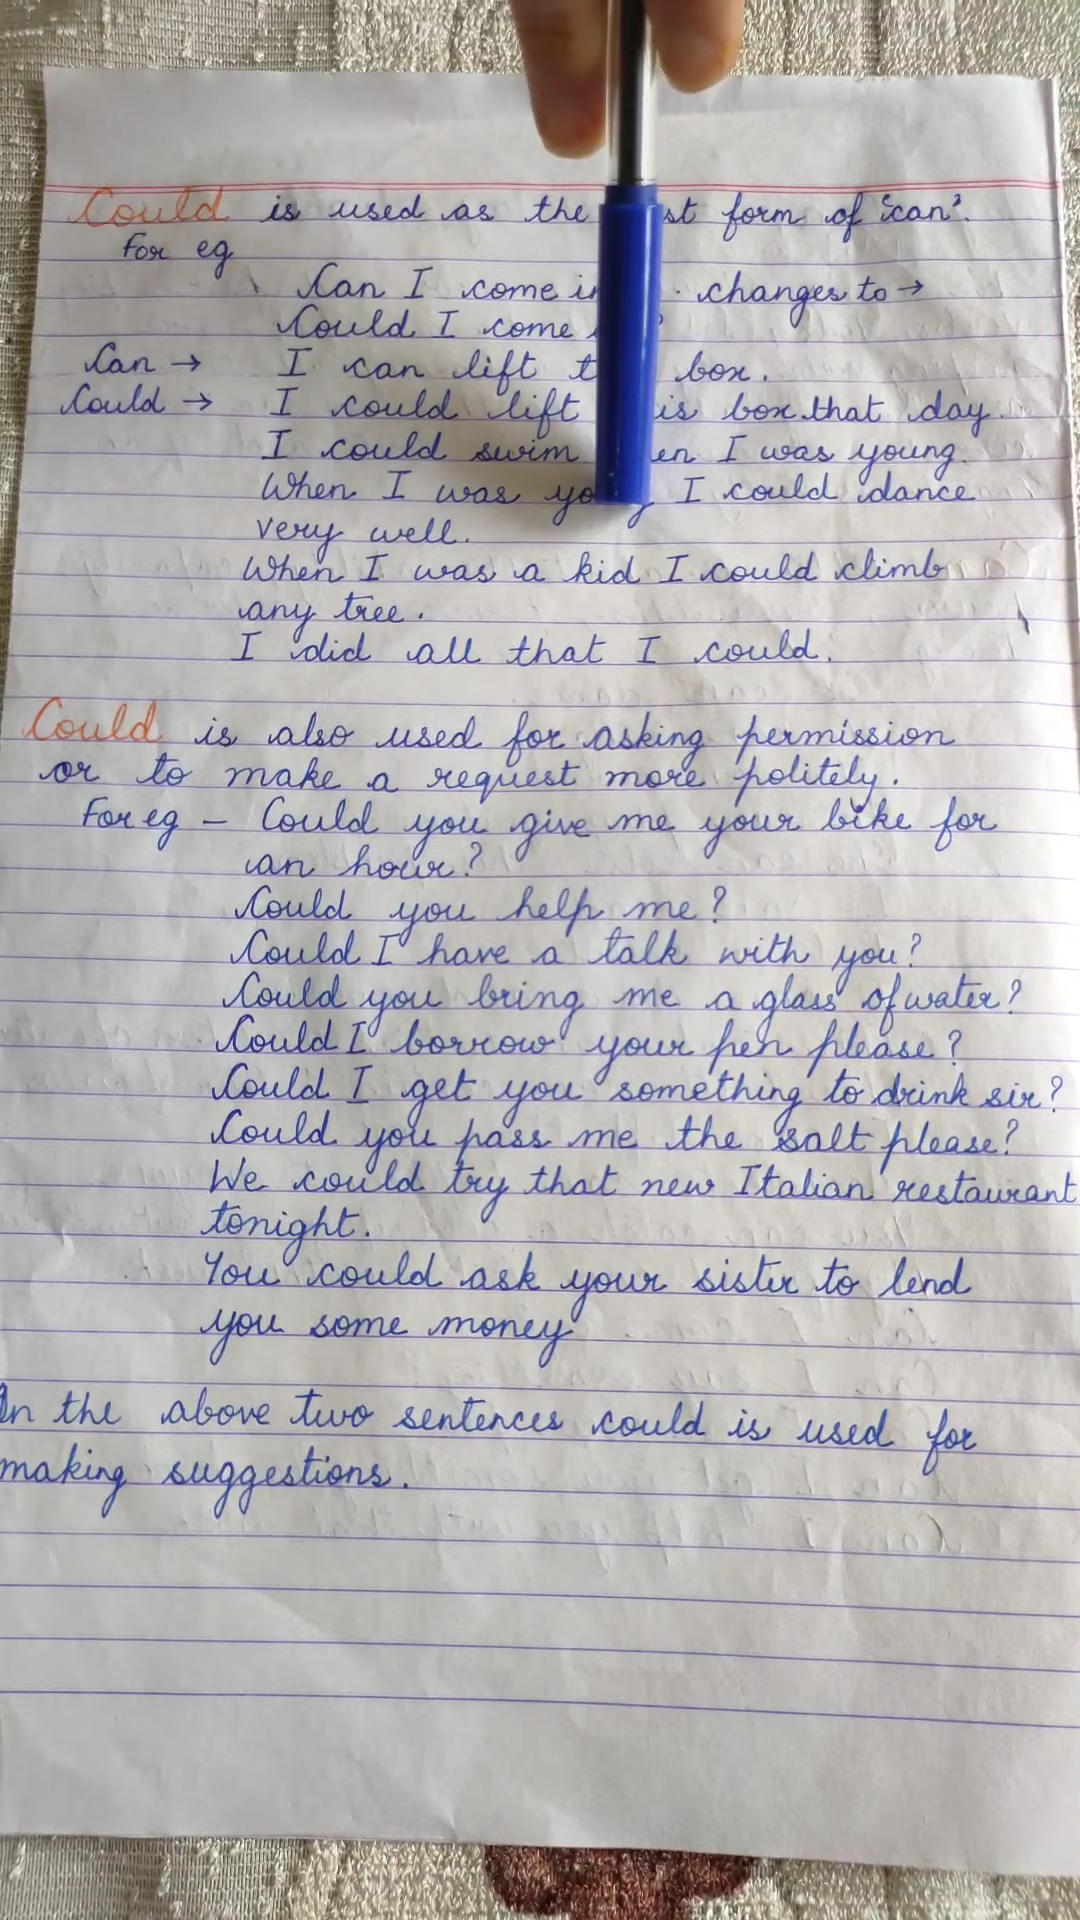 Could is used as the st form of 'can'.
For eg
Can I come in changes to →
Could I come
Can → I can lift t box.
Could → I could lift is box that day.
I could swim en I was young.
When I was yo I could dance
very well.
When I was a kid I could climb
any tree.
I did all that I could.
Could is also used for asking permission
or to make a request more politely.
For eg - Could you give me your bike for
an hour?
Could you help me?
Could I have a talk with you?
Could you bring me a glass of water?
Could I borrow your pen please?
Could I get you something to drink sir?
Could you pass me the salt please?
We could try that new Italian restaurant
tonight.
You could ask your sister to lend
you some money
In the above two sentences could is used for
making suggestions.